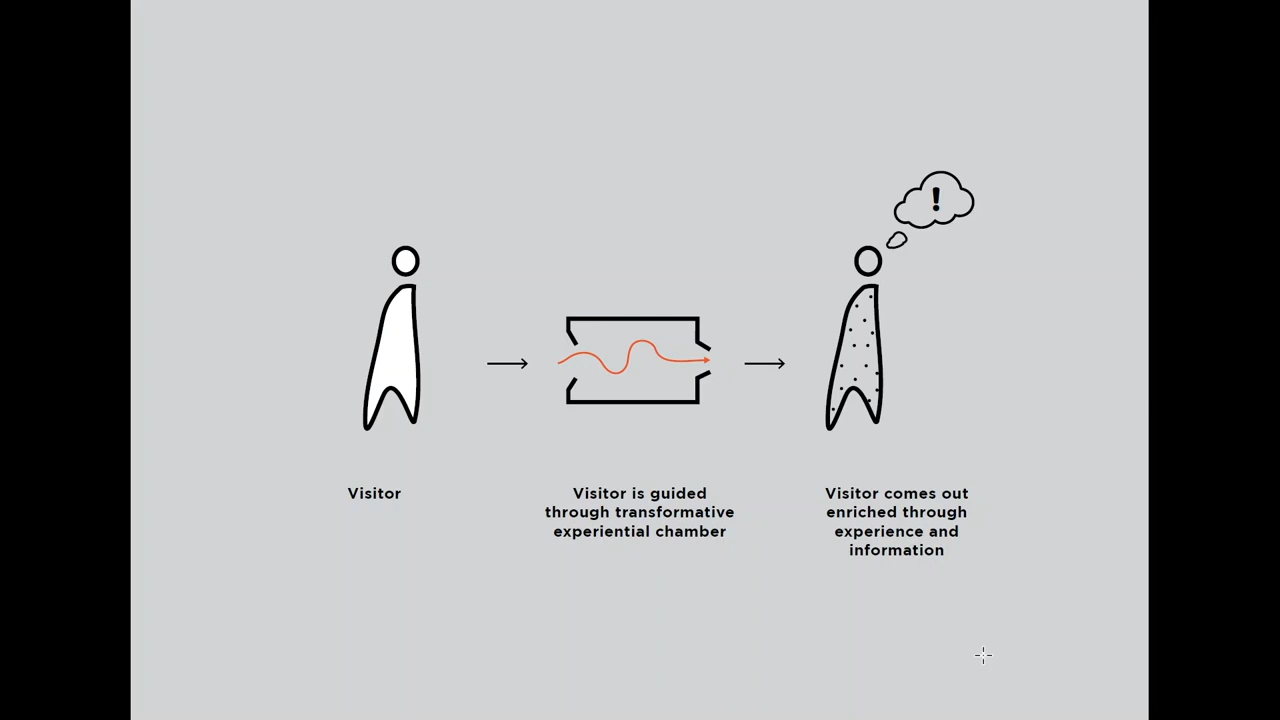 !
Visitor
Visitor is guided
through transformative
experiential chamber
Visitor comes out
enriched through
experience and
information